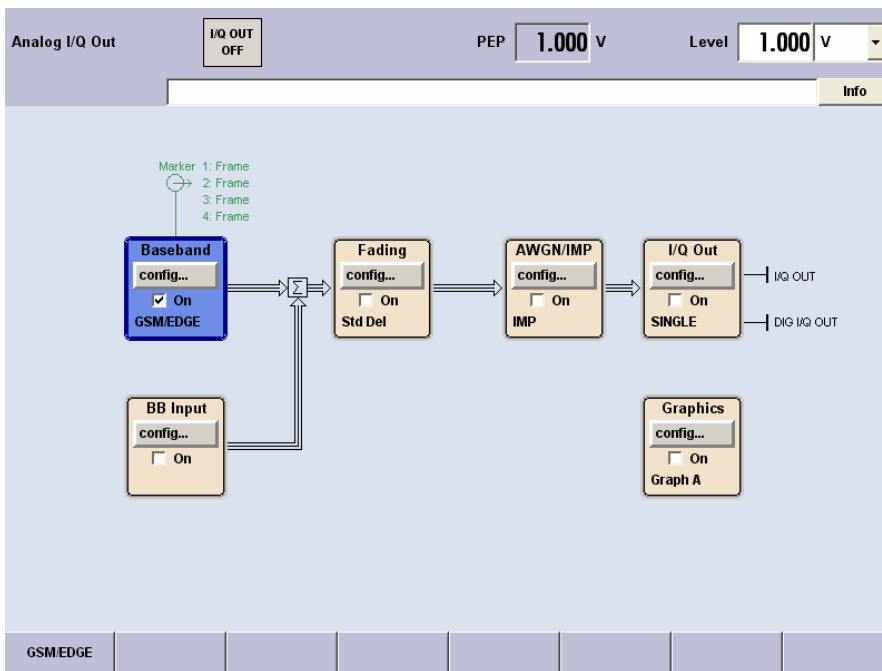 Analog I/Q Out
I/Q OUT
OFF
PEP 1.000 V
Level 1.000 V
Info
Marker 1: Frame
2: Frame
3: Frame
4: Frame
Baseband
config...
On
GSM/EDGE
Σ
Fading
config...
On
Std Del
AWGN/IMP
config...
On
IMP
I/Q Out
config...
On
SINGLE
I/Q OUT
DIG I/Q OUT
BB Input
config...
On
Graphics
config...
On
Graph A
GSM/EDGE